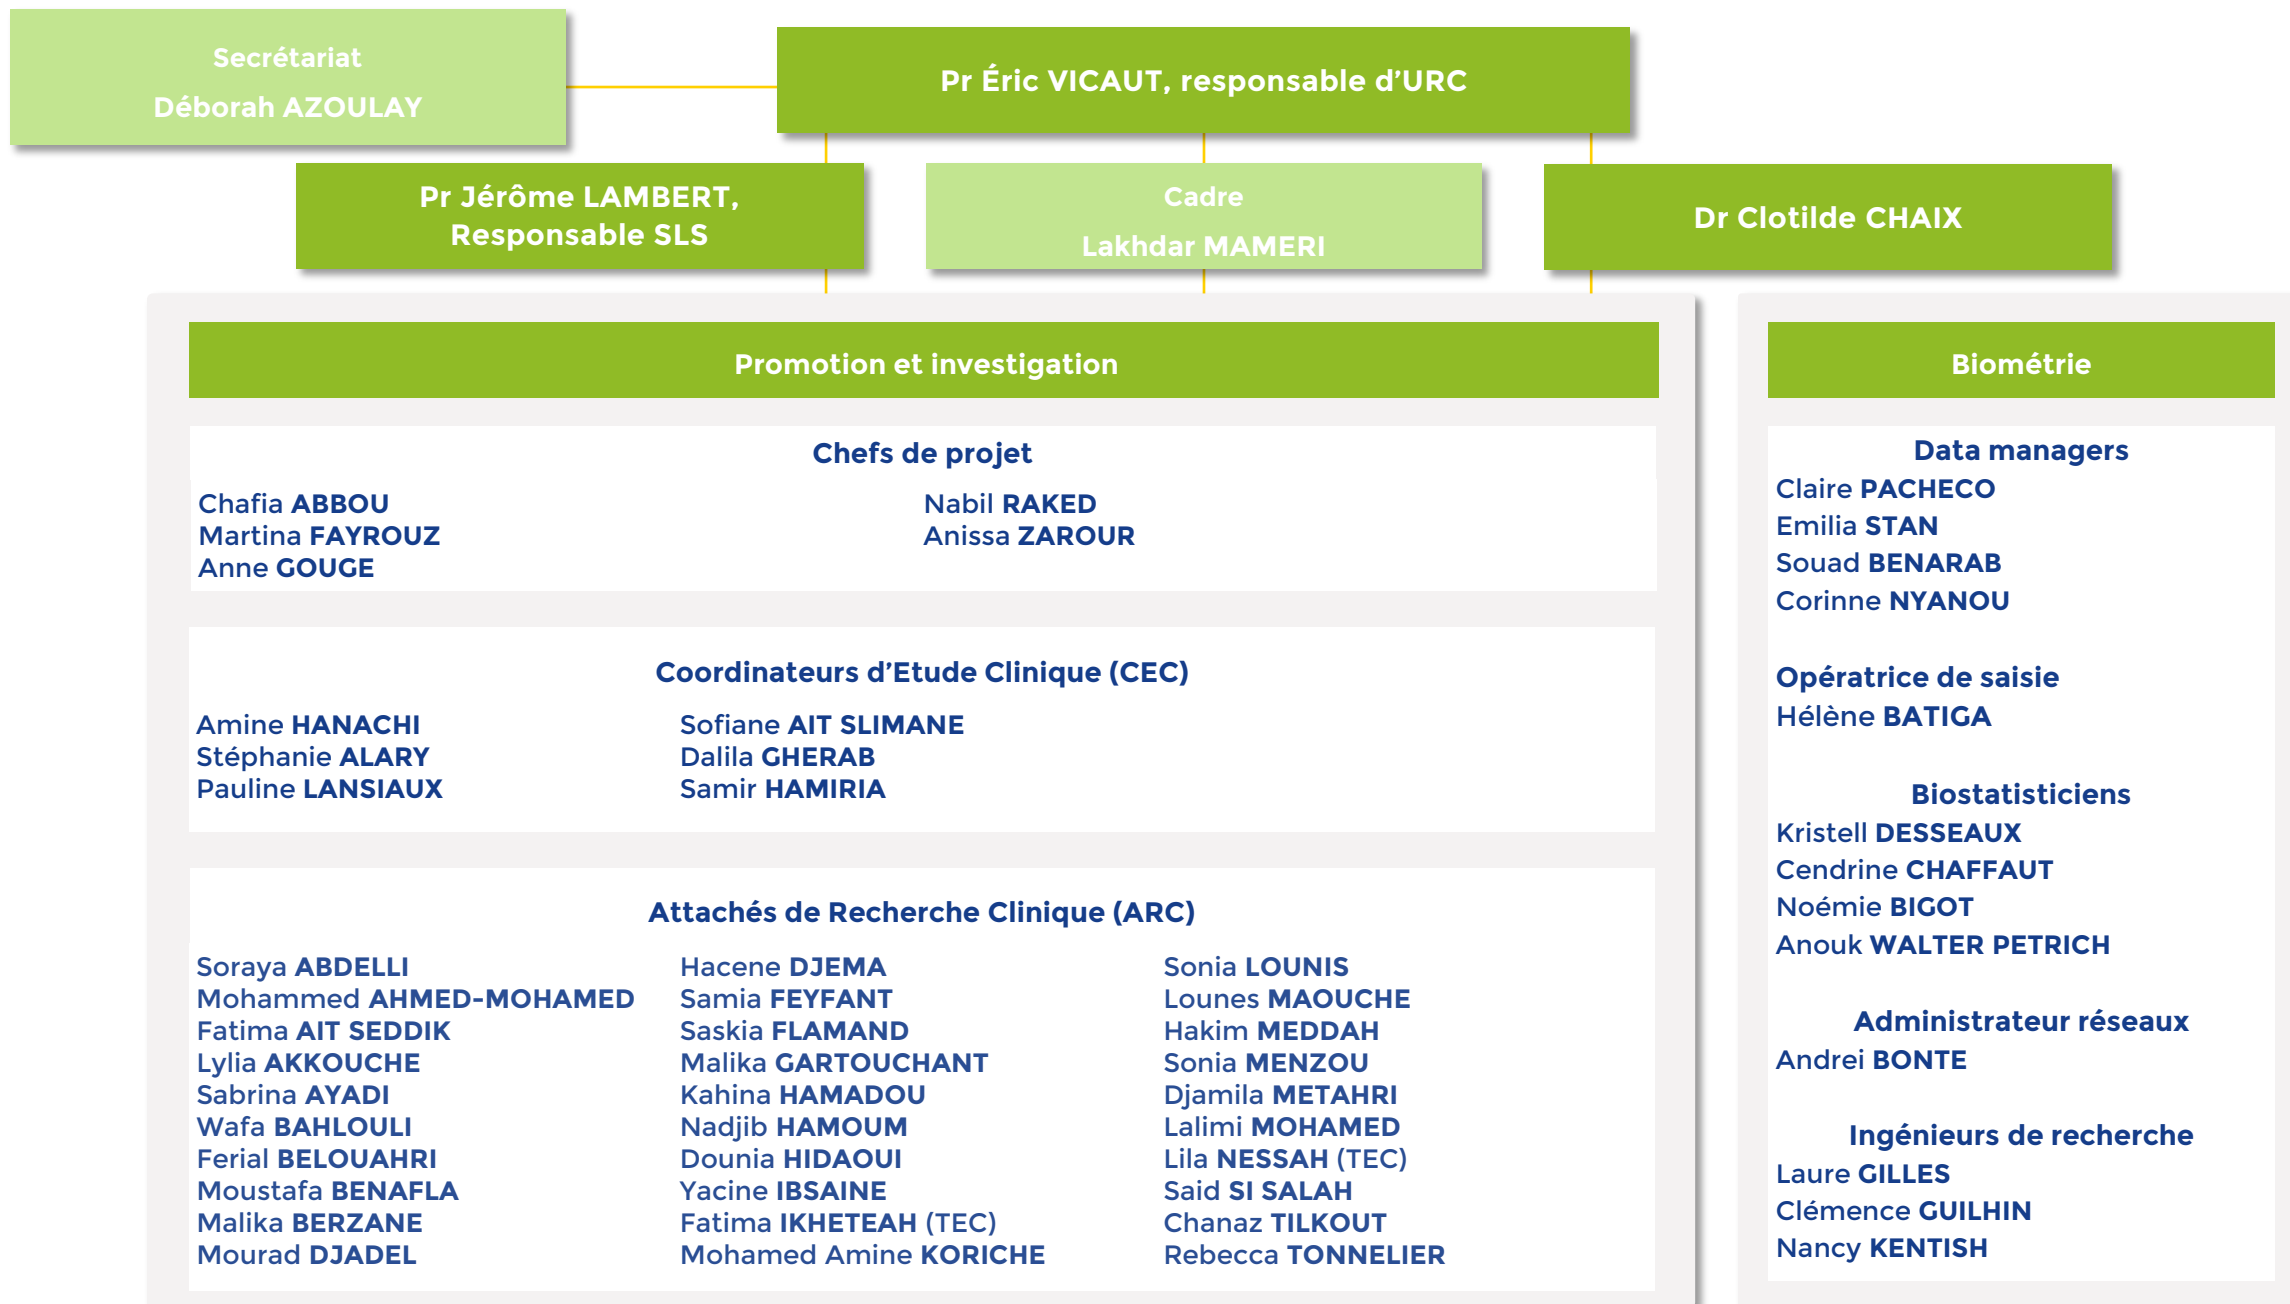 Secrétariat
Déborah AZOULAY
Pr Éric VICAUT, responsable d’URC
Pr Jérôme LAMBERT,
Responsable SLS
Cadre
Lakhdar MAMERI
Dr Clotilde CHAIX
Promotion et investigation
Chefs de projet
Chafia ABBOU
Martina FAYROUZ
Anne GOUGE
Nabil RAKED
Anissa ZAROUR
Coordinateurs d’Etude Clinique (CEC)
Amine HANACHI
Stéphanie ALARY
Pauline LANSIAUX
Sofiane AIT SLIMANE
Dalila GHERAB
Samir HAMIRIA
Attachés de Recherche Clinique (ARC)
Soraya ABDELLI
Mohammed AHMED-MOHAMED
Fatima AIT SEDDIK
Lylia AKKOUCHE
Sabrina AYADI
Wafa BAHLOULI
Ferial BELOUAHRI
Moustafa BENAFLA
Malika BERZANE
Mourad DJADEL
Hacene DJEMA
Samia FEYFANT
Saskia FLAMAND
Malika GARTOUCHANT
Kahina HAMADOU
Nadjib HAMOUM
Dounia HIDAOUI
Yacine IBSAINE
Fatima IKHETEAH (TEC)
Mohamed Amine KORICHE
Sonia LOUNIS
Lounes MAOUCHE
Hakim MEDDAH
Sonia MENZOU
Djamila METAHRI
Lalimi MOHAMED
Lila NESSAH (TEC)
Said SI SALAH
Chanaz TILKOUT
Rebecca TONNELIER
Biométrie
Data managers
Claire PACHECO
Emilia STAN
Souad BENARAB
Corinne NYANOU
Opératrice de saisie
Hélène BATIGA
Biostatisticiens
Kristell DESSEAUX
Cendrine CHAFFAUT
Noémie BIGOT
Anouk WALTER PETRICH
Administrateur réseaux
Andrei BONTE
Ingénieurs de recherche
Laure GILLES
Clémence GUILHIN
Nancy KENTISH